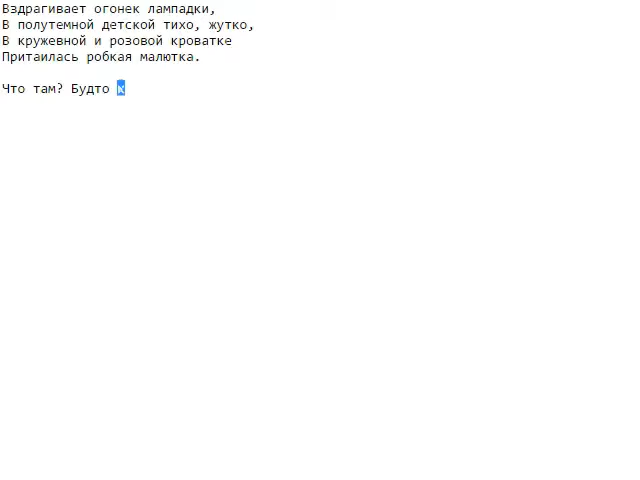 Вздрагивает огонек лампадки,
В полутемной детской тихо, жутко,
В кружевной и розовой кроватке
Притаилась робкая малютка.

Что там? Будто к